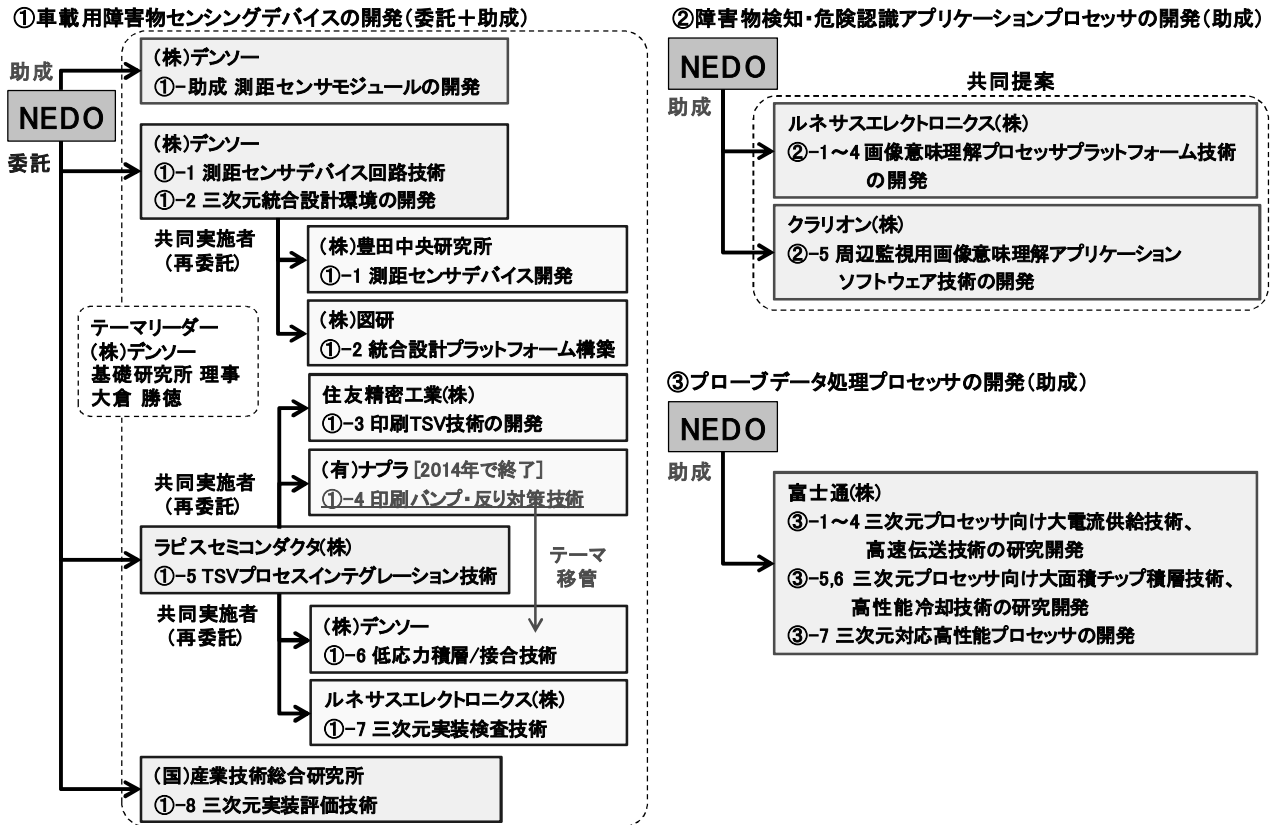 ①車載用障害物センシングデバイスの開発(委託+助成)
助成
NEDO
委託
(株)デンソー
①-助成 測距センサモジュールの開発
(株)デンソー
①-1 測距センサデバイス回路技術
①-2 三次元統合設計環境の開発
共同実施者
(再委託)
(株)豊田中央研究所
①-1 測距センサデバイス開発
(株)図研
①-2 統合設計プラットフォーム構築
テーマリーダー
(株)デンソー
基礎研究所 理事
大倉 勝徳
住友精密工業(株)
①-3 印刷TSV技術の開発
(有)ナプラ [2014年で終了]
①-4 印刷バンプ・反り対策技術
共同実施者
(再委託)
ラピスセミコンダクタ(株)
①-5 TSVプロセスインテグレーション技術
テーマ
移管
共同実施者
(再委託)
(株)デンソー
①-6 低応力積層/接合技術
ルネサスエレクトロニクス(株)
①-7 三次元実装検査技術
(国)産業技術総合研究所
①-8 三次元実装評価技術
②障害物検知・危険認識アプリケーションプロセッサの開発(助成)
NEDO
助成
共同提案
ルネサスエレクトロニクス(株)
②-1~4 画像意味理解プロセッサプラットフォーム技術
の開発
クラリオン(株)
②-5 周辺監視用画像意味理解アプリケーション
ソフトウェア技術の開発
③プローブデータ処理プロセッサの開発(助成)
NEDO
助成
富士通(株)
③-1~4 三次元プロセッサ向け大電流供給技術、
高速伝送技術の研究開発
③-5,6 三次元プロセッサ向け大面積チップ積層技術、
高性能冷却技術の研究開発
③-7 三次元対応高性能プロセッサの開発